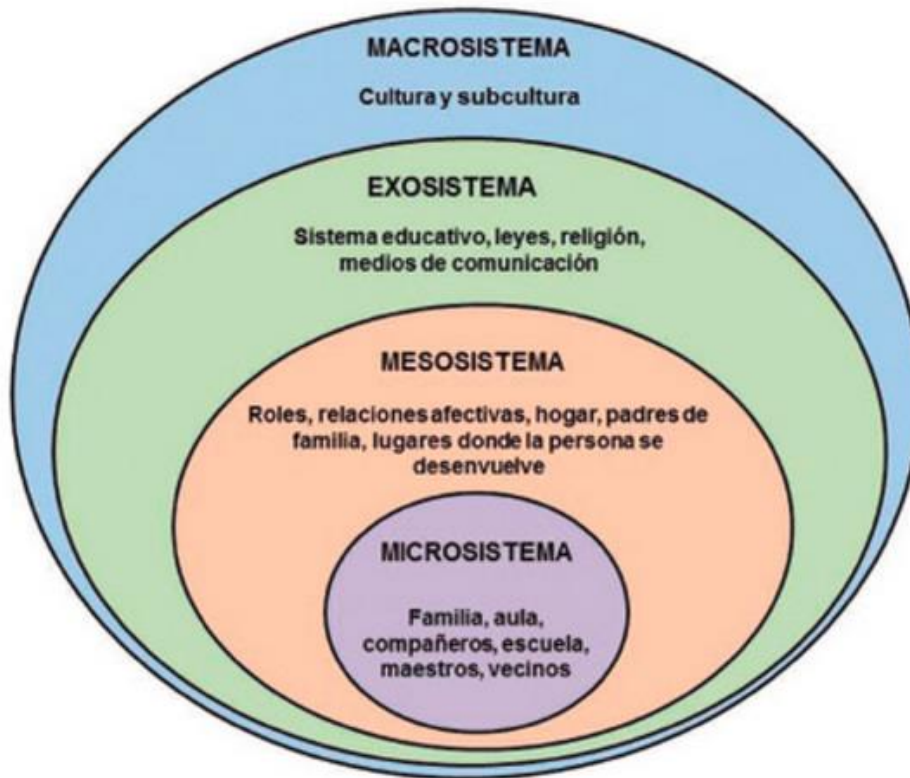 MACROSISTEMA
Cultura y subcultura
EXOSISTEMA
Sistema educativo, leyes, religión,
medios de comunicación
MESOSISTEMA
Roles, relaciones afectivas, hogar, padres de
familia, lugares donde la persona se
desenvuelve
MICROSISTEMA
Familia, aula,
compañeros, escuela,
maestros, vecinos